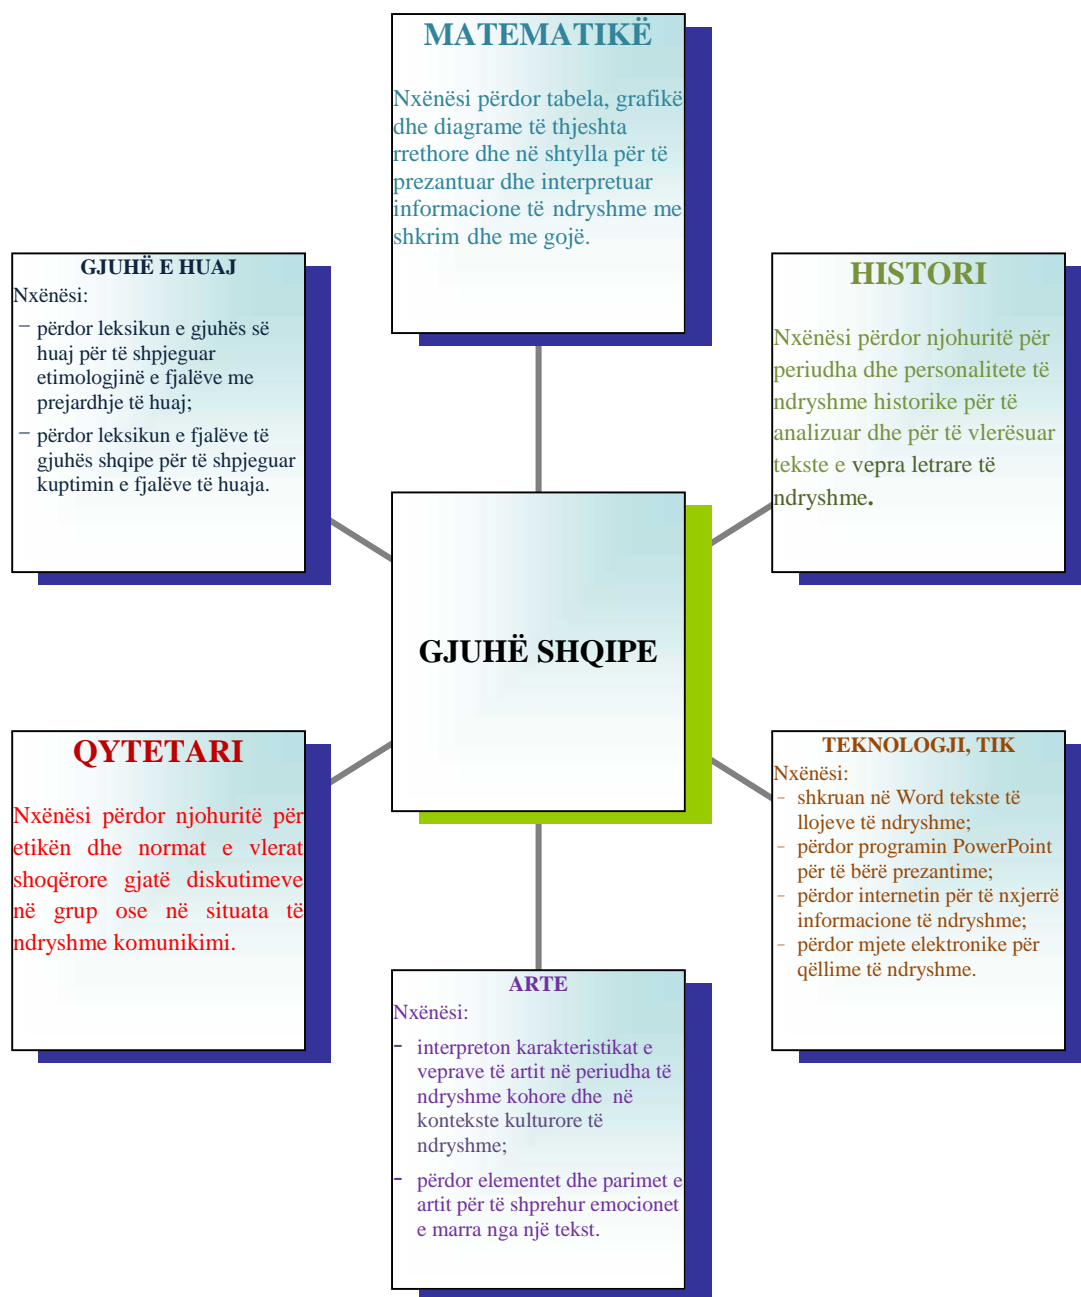 MATEMATIKË
Nxënësi përdor tabela, grafikë
dhe diagrame të thjeshta
rrethore dhe në shtylla për të
prezantuar dhe interpretuar
informacione të ndryshme me
shkrim dhe me gojë.
GJUHË E HUAJ
Nxënësi:
− përdor leksikun e gjuhës së
huaj për të shpjeguar
etimologjinë e fjalëve me
prejardhje të huaj;
− përdor leksikun e fjalëve të
gjuhës shqipe për të shpjeguar
kuptimin e fjalëve të huaja.
HISTORI
Nxënësi përdor njohuritë për
periudha dhe personalitete të
ndryshme historike për të
analizuar dhe për të vlerësuar
tekste e vepra letrare të
ndryshme.
GJUHË SHQIPE
QYTETARI
Nxënësi përdor njohuritë për
etikën dhe normat e vlerat
shoqërore gjatë diskutimeve
në grup ose në situata të
ndryshme komunikimi.
TEKNOLOGJI, TIK
Nxënësi:
- shkruan në Word tekste të
llojeve të ndryshme;
- përdor programin PowerPoint
për të bërë prezantime;
- përdor internetin për të nxjerrë
informacione të ndryshme;
- përdor mjete elektronike për
qëllime të ndryshme.
ARTE
Nxënësi:
- interpreton karakteristikat e
veprave të artit në periudha të
ndryshme kohore dhe në
kontekste kulturore të
ndryshme;
- përdor elementet dhe parimet e
artit për të shprehur emocionet
e marra nga një tekst.